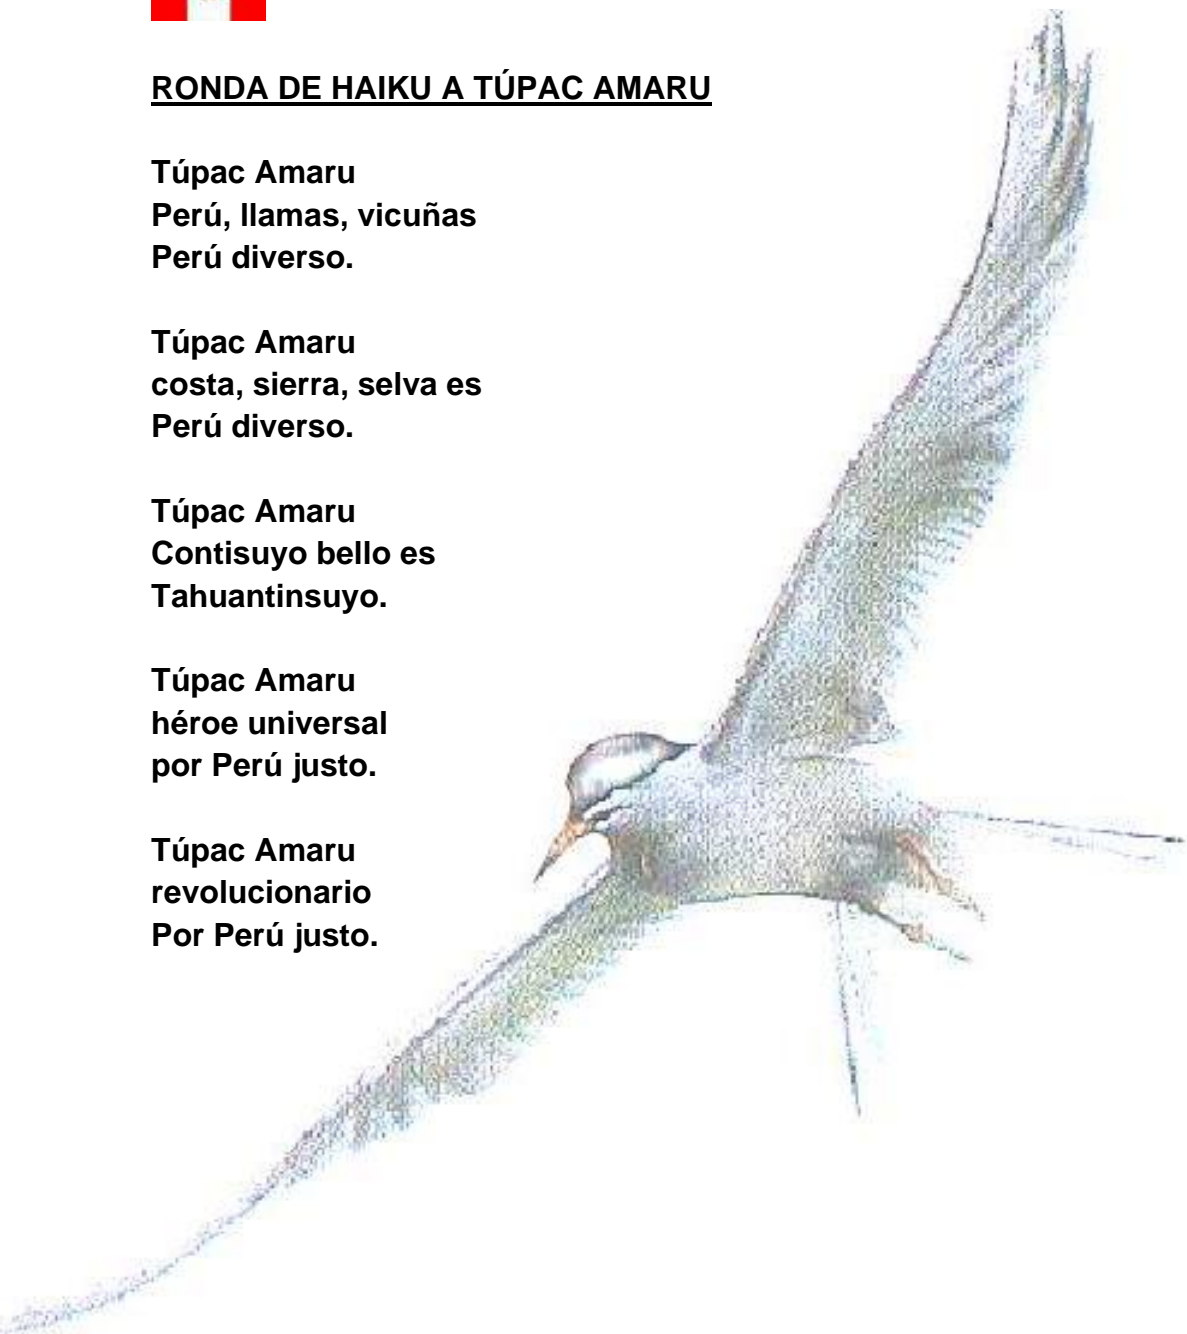 RONDA DE HAIKU A TÚPAC AMARU
Túpac Amaru
Perú, llamas, vicuñas
Perú diverso.
Túpac Amaru
costa, sierra, selva es
Perú diverso.
Túpac Amaru
Contisuyo bello es
Tahuantinsuyo.
Túpac Amaru
héroe universal
por Perú justo.
Túpac Amaru
revolucionario
Por Perú justo.